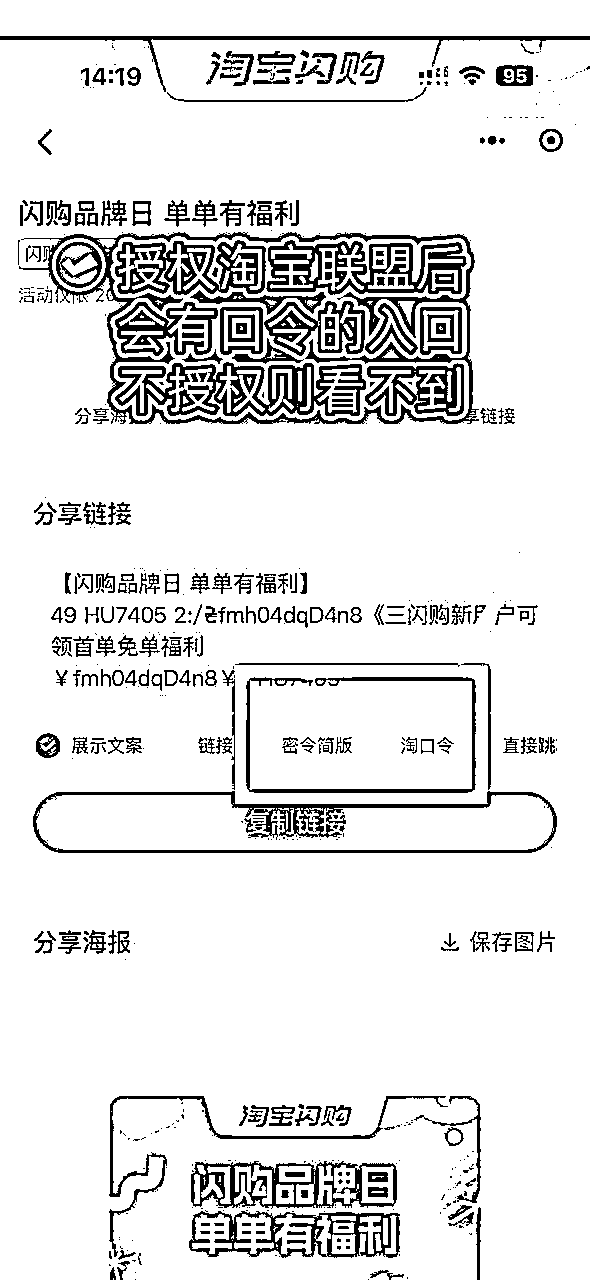 14:19
淘宝闪购
95
闪购品牌日 单单有福利
闪购
授权淘宝联盟后
活动仅限 20
会有口令的入口
不授权则看不到
分享海
享链接
分享链接
【闪购品牌日 单单有福利】
49 HU7405 2:/₴fmh04dqD4n8《三闪购新 户可
领首单免单福利
￥fmh04dqD4n8￥
展示文案
链接
密令简版
淘口令
直接跳
复制链接
分享海报
保存图片
淘宝闪购
闪购品牌日
单单有福利